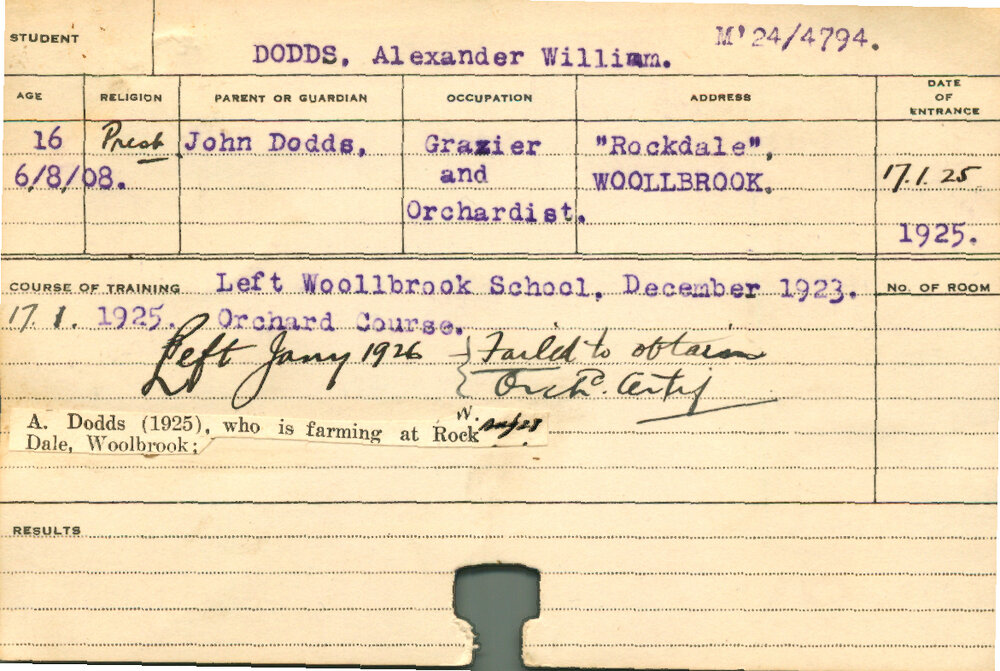 STUDENT
DODDS, Alexander William.
M'24/4794.
AGE RELIGION PARENT OR GUARDIAN OCCUPATION ADDRESS DATE OF ENTRANCE
16 Presb John Dodds, Grazier "Rockdale",
6/8/08. and WOOLLBROOK. 17.1.25
Orchardist. 1925.
COURSE OF TRAINING Left Woollbrook School, December 1923. No. OF ROOM
17.1. 1925. Orchard Course.
Left Jany 1926 { Failed to obtain
Orchd. Certif
A. Dodds (1925), who is farming at Rock
W.
Dale, Woolbrook;
RESULTS